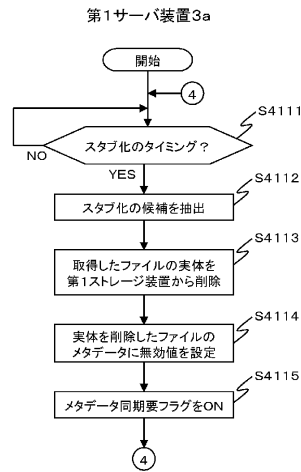 第1サーバ装置3a
開始
4
S4111
スタブ化のタイミング?
NO
YES
S4112
スタブ化の候補を抽出
S4113
取得したファイルの実体を
第1ストレージ装置から削除
S4114
実体を削除したファイルの
メタデータに無効値を設定
S4115
メタデータ同期要フラグをON
4